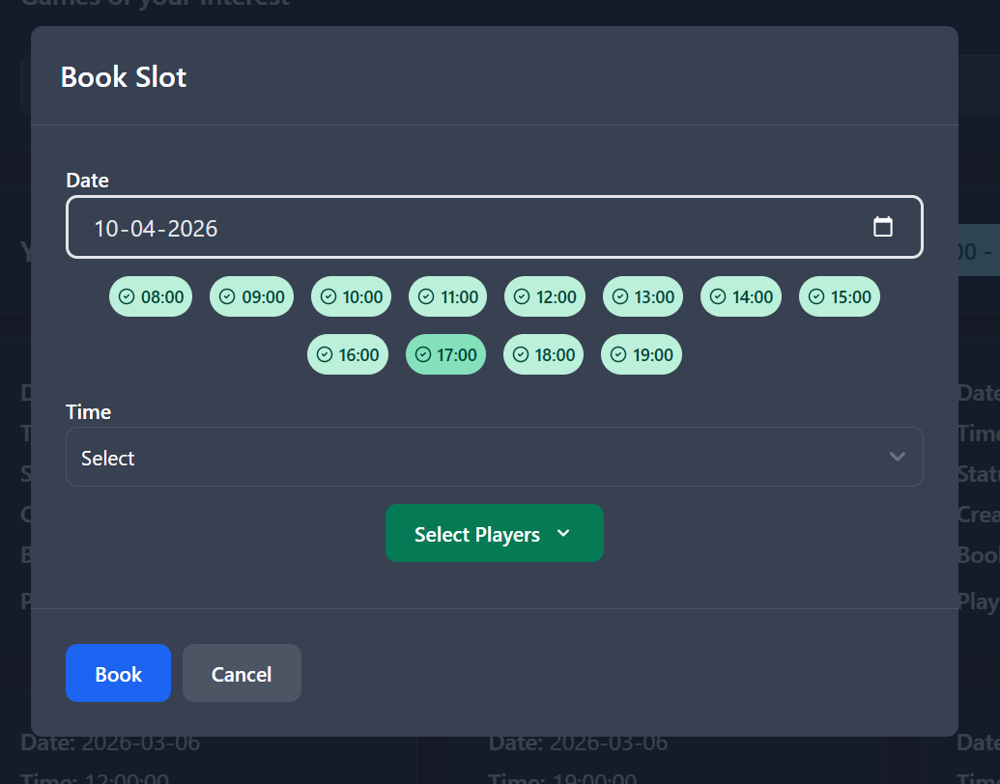 Games of your interest
Book Slot
Date
10-04-2026
08:00 09:00 10:00 11:00 12:00 13:00 14:00 15:00
16:00 17:00 18:00 19:00
Time
Select
Select Players
Book Cancel
Date: 2026-03-06 Date: 2026-03-06 Date
Time: 12:00:00 Time: 19:00:00